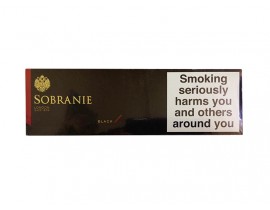 SOBRANIE
BLACK
Smoking
seriously
harms you
and others
around you